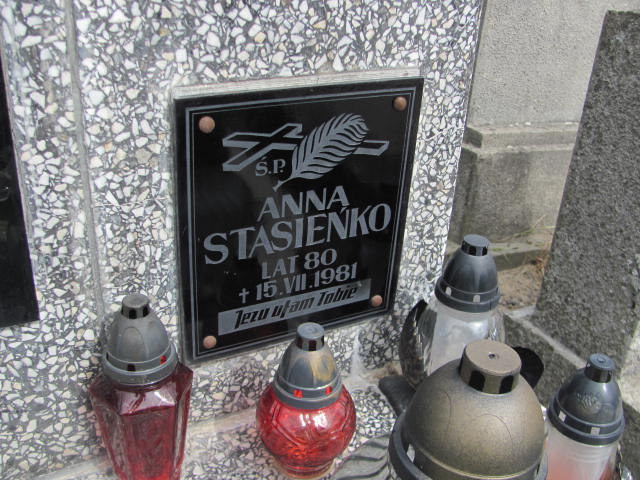 Ś.P.
ANNA
STASIEŃKO
LAT 80
† 15.VII.1981
Jezu ufam Tobie